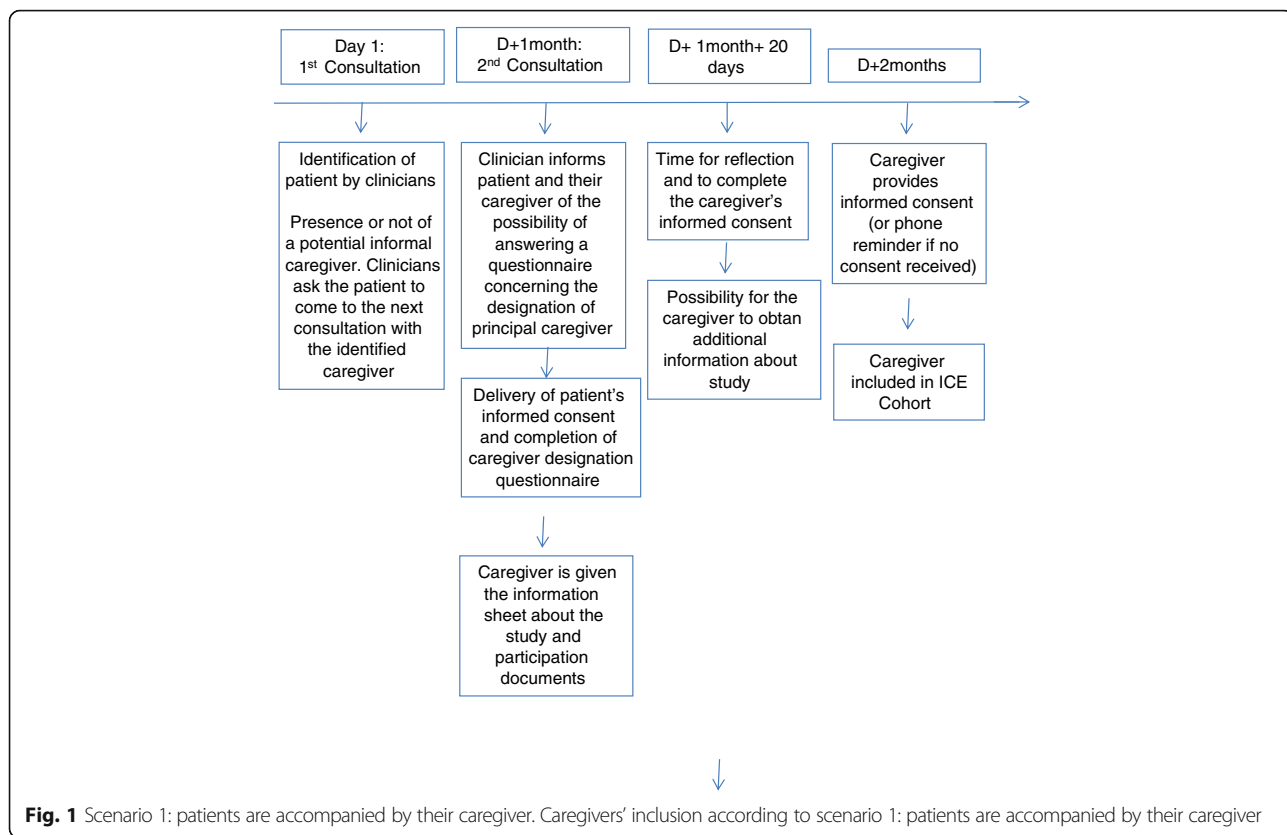 Day 1:
1st Consultation
D+1month:
2nd Consultation
D+ 1month+ 20
days
D+2months
Identification of
patient by clinicians
Presence or not of
a potential informal
caregiver. Clinicians
ask the patient to
come to the next
consultation with
the identified
caregiver
Clinician informs
patient and their
caregiver of the
possibility of
answering a
questionnaire
concerning the
designation of
principal caregiver
Delivery of patient's
informed consent
and completion of
caregiver designation
questionnaire
Caregiver is given
the information
sheet about the
study and
participation
documents
Time for reflection
and to complete
the caregiver's
informed consent
Possibility for the
caregiver to obtan
additional
information about
study
Caregiver
provides
informed consent
(or phone
reminder if no
consent received)
Caregiver
included in ICE
Cohort
Fig. 1 Scenario 1: patients are accompanied by their caregiver. Caregivers' inclusion according to scenario 1: patients are accompanied by their caregiver